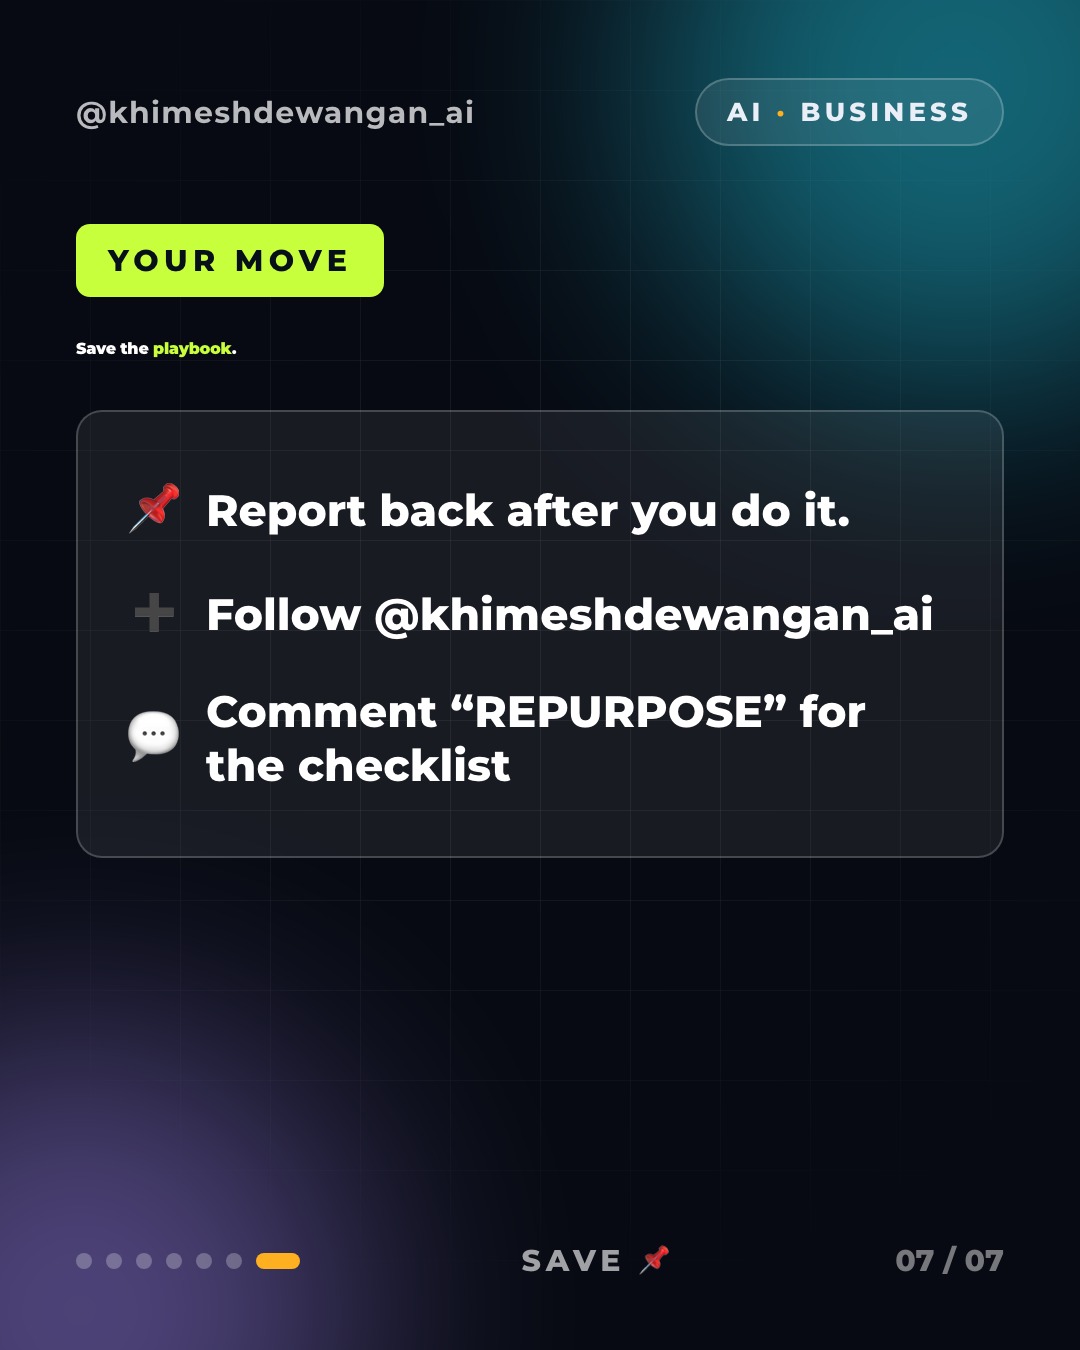 @khimeshdewangan_ai
AI · BUSINESS
YOUR MOVE
Save the playbook.
📌 Report back after you do it.
➕ Follow @khimeshdewangan_ai
💬 Comment “REPURPOSE” for
the checklist
SAVE 📌
07 / 07